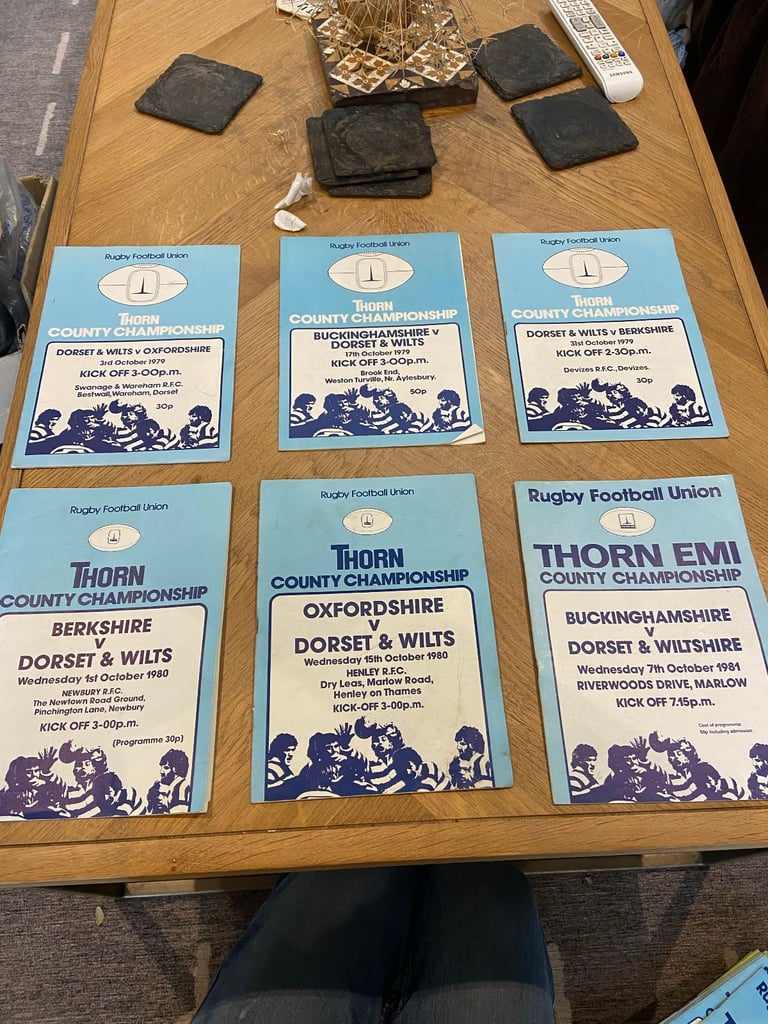 SAMSUNG
Rugby Football Union
THORN
COUNTY CHAMPIONSHIP
DORSET & WILTS v OXFORDSHIRE
3rd October 1979
KICK OFF 3-00p.m.
Swanage & Wareham R.F.C.
Bestwall, Wareham, Dorset
30p
Rugby Football Union
THORN
COUNTY CHAMPIONSHIP
BUCKINGHAMSHIRE v
DORSET & WILTS
17th October 1979
KICK OFF 3-00p.m.
Brook End,
Weston Turville, Nr. Aylesbury.
50p
Rugby Football Union
THORN
COUNTY CHAMPIONSHIP
DORSET & WILTS v BERKSHIRE
31st October 1979
KICK OFF 2-30p.m.
Devizes R.F.C., Devizes.
30p
Rugby Football Union
THORN
COUNTY CHAMPIONSHIP
BERKSHIRE
V
DORSET & WILTS
Wednesday 1st October 1980
NEWBURY R.F.C.
The Newtown Road Ground,
Pinchington Lane, Newbury
KICK OFF 3-00p.m.
(Programme 30p)
Rugby Football Union
THORN
COUNTY CHAMPIONSHIP
OXFORDSHIRE
V
DORSET & WILTS
Wednesday 15th October 1980
HENLEY R.F.C.
Dry Leas, Marlow Road,
Henley on Thames
KICK-OFF 3-00p.m.
Rugby Football Union
THORN EMI
COUNTY CHAMPIONSHIP
BUCKINGHAMSHIRE
V
DORSET & WILTSHIRE
Wednesday 7th October 1981
RIVERWOODS DRIVE, MARLOW
KICK OFF 7.15p.m.
Cost of programme:
50p including admission